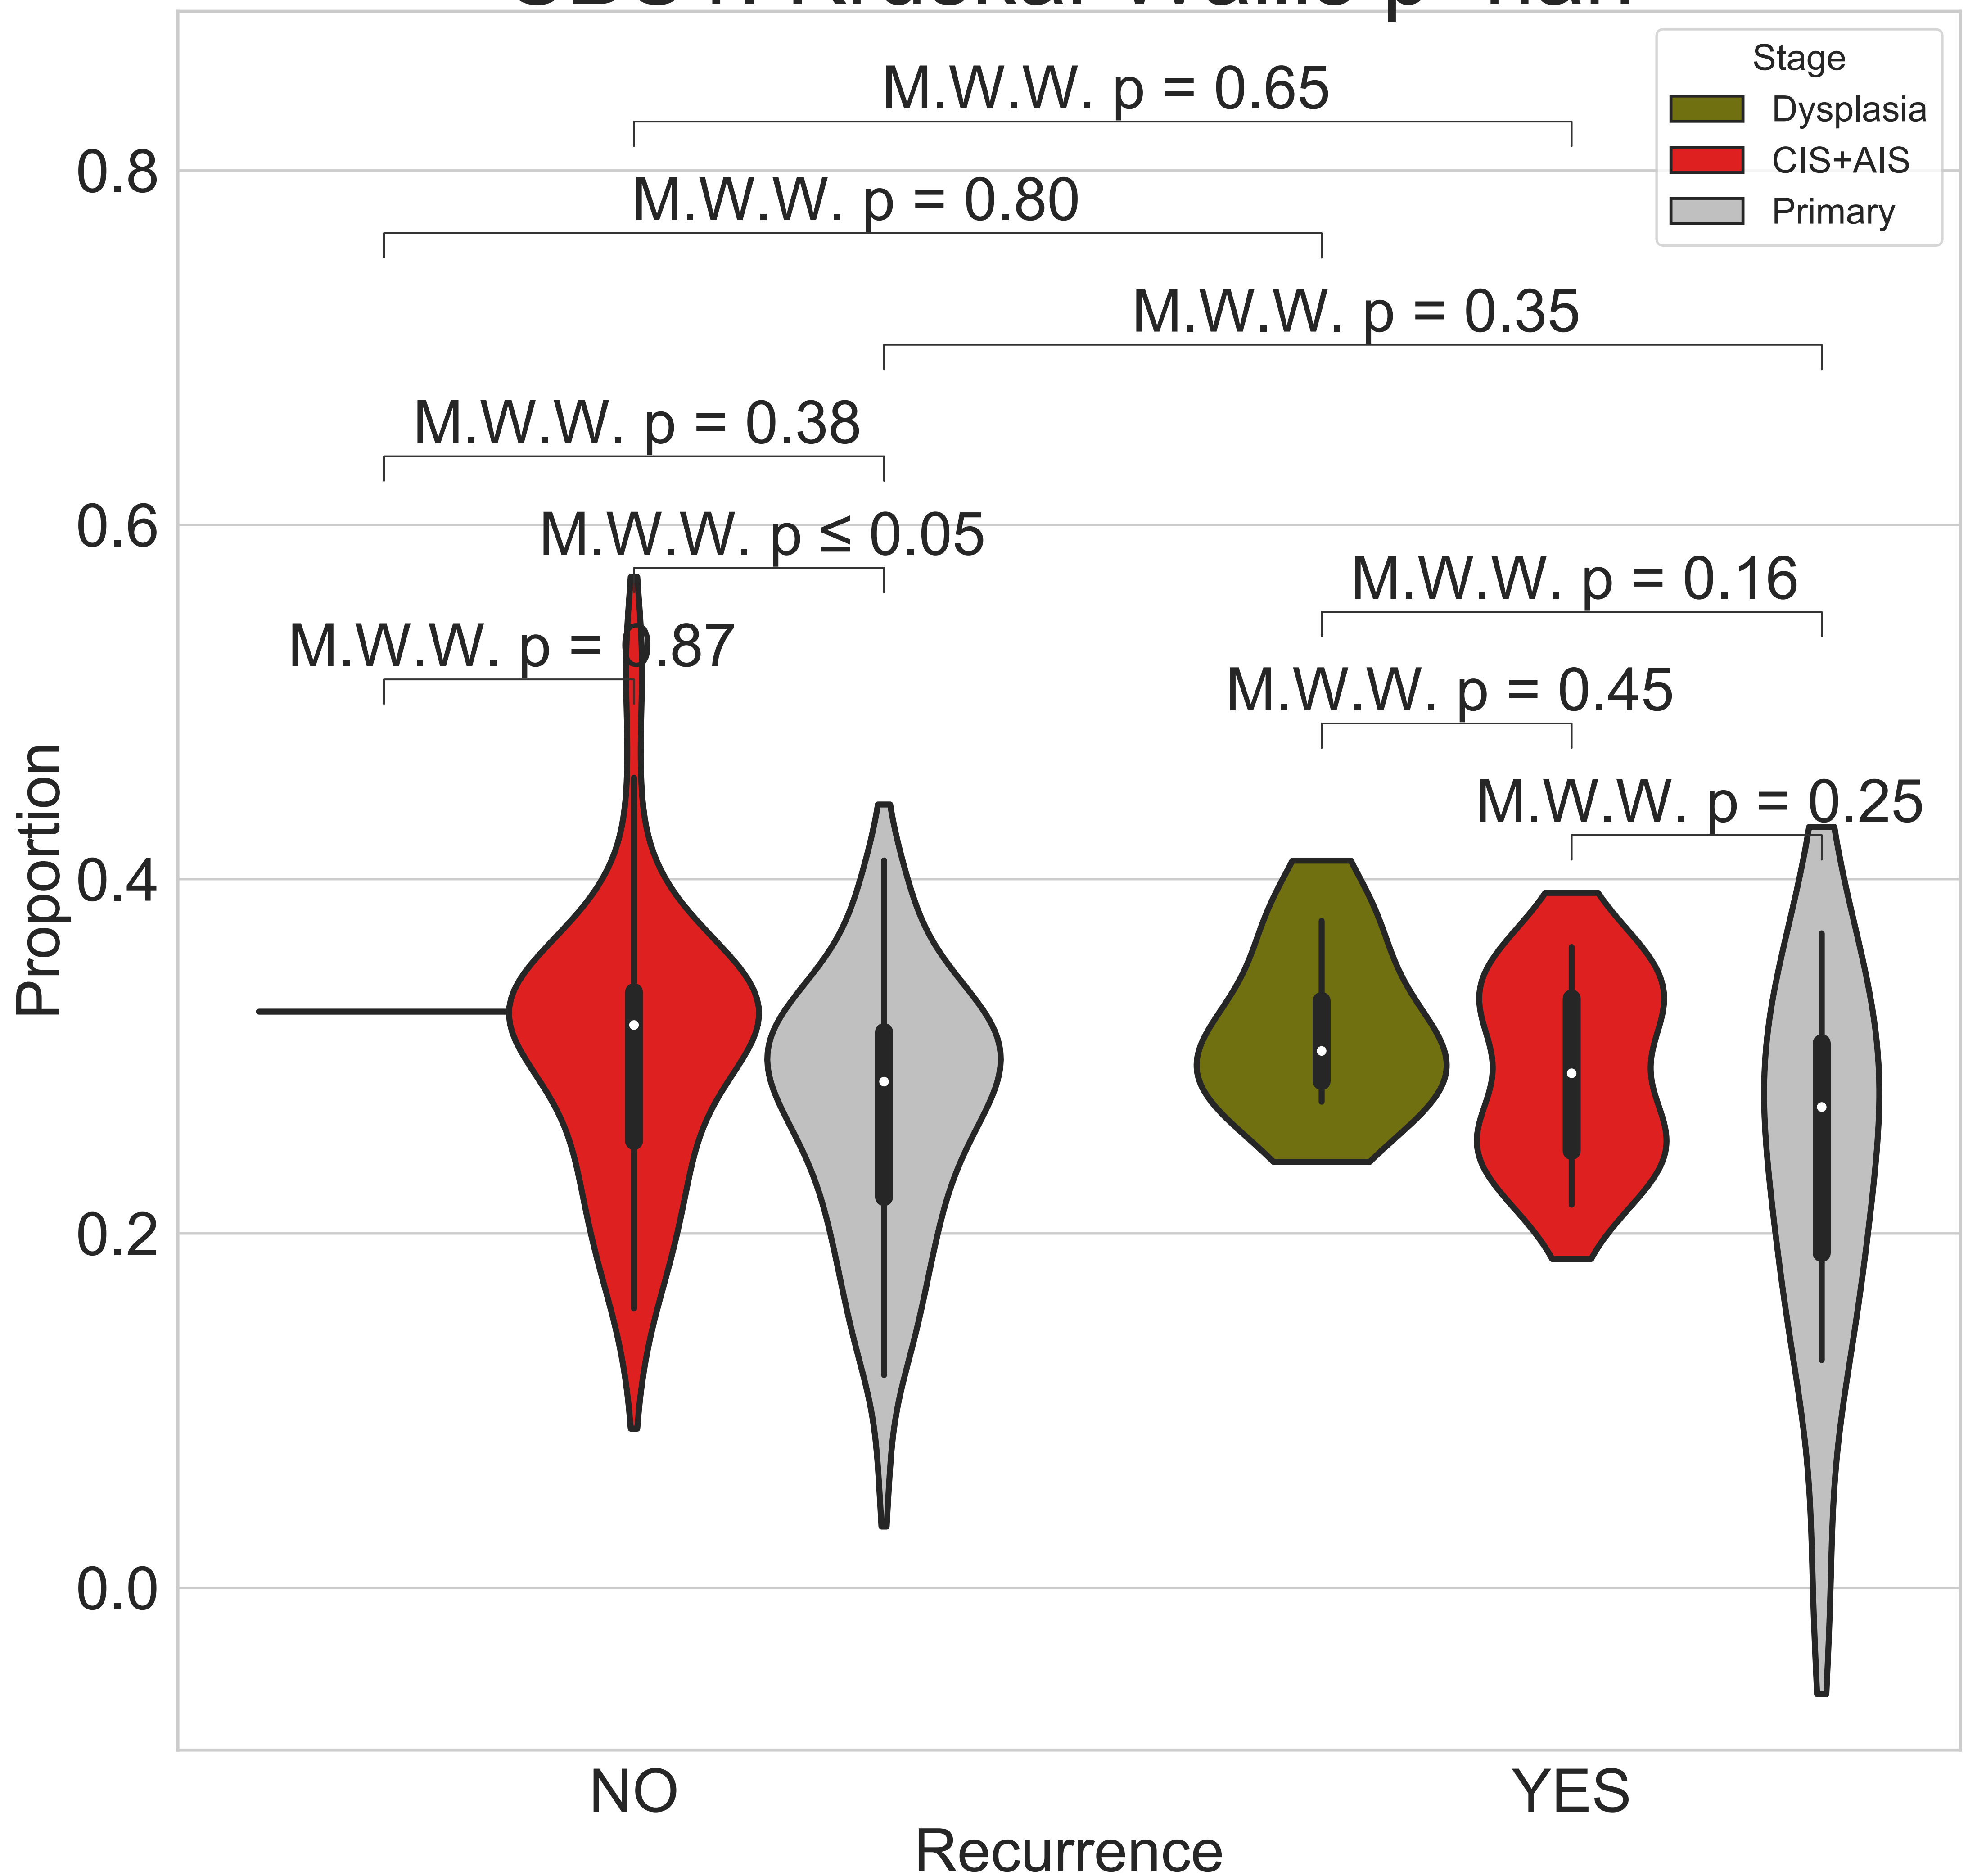 Stage
Dysplasia
CIS+AIS
Primary
M.W.W. p = 0.65
M.W.W. p = 0.80
M.W.W. p = 0.35
M.W.W. p = 0.38
M.W.W. p ≤ 0.05
M.W.W. p = 0.87
M.W.W. p = 0.16
M.W.W. p = 0.45
M.W.W. p = 0.25
0.8
0.6
0.4
0.2
0.0
Proportion
NO
YES
Recurrence